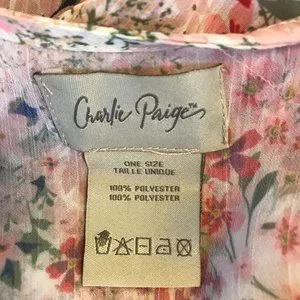 Charlie Paige™
ONE SIZE
TAILLE UNIQUE
100% POLYESTER
100% POLYESTER